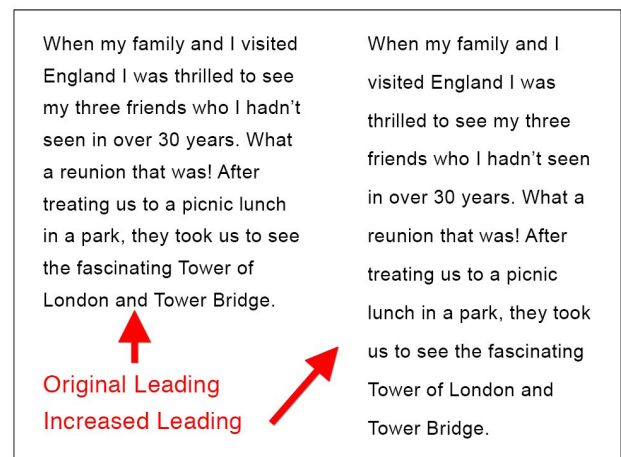 When my family and I visited
England I was thrilled to see
my three friends who I hadn’t
seen in over 30 years. What
a reunion that was! After
treating us to a picnic lunch
in a park, they took us to see
the fascinating Tower of
London and Tower Bridge.
Original Leading
Increased Leading
When my family and I
visited England I was
thrilled to see my three
friends who I hadn’t seen
in over 30 years. What a
reunion that was! After
treating us to a picnic
lunch in a park, they took
us to see the fascinating
Tower of London and
Tower Bridge.